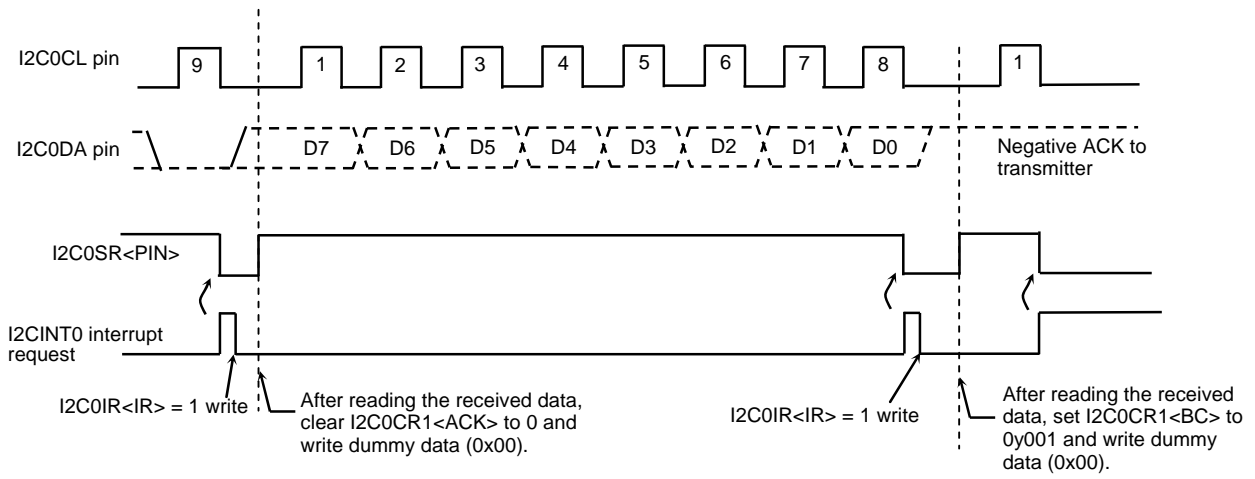 I2C0CL pin
9 1 2 3 4 5 6 7 8 1
I2C0DA pin
D7 D6 D5 D4 D3 D2 D1 D0
Negative ACK to
transmitter
I2C0SR<PIN>
I2CINT0 interrupt
request
I2C0IR<IR> = 1 write
After reading the received data,
clear I2C0CR1<ACK> to 0 and
write dummy data (0x00).
I2C0IR<IR> = 1 write
After reading the received
data, set I2C0CR1<BC> to
0y001 and write dummy
data (0x00).